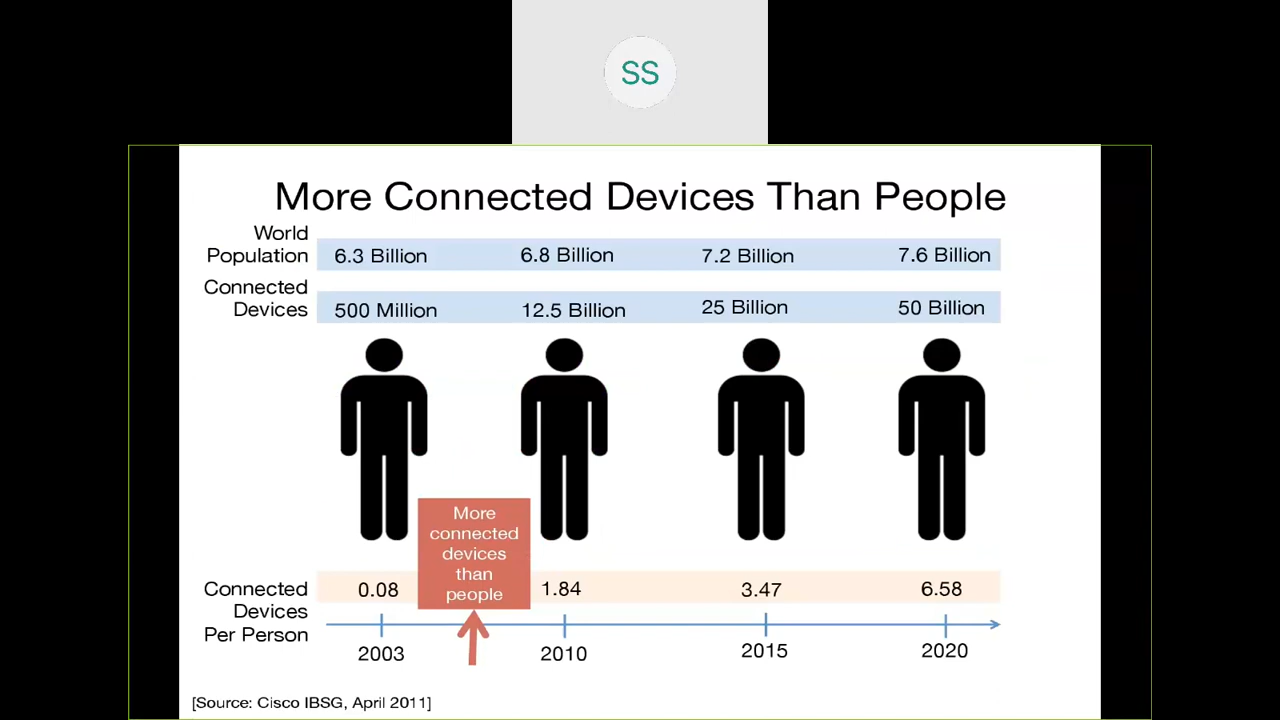 SS
More Connected Devices Than People
World
Population
6.3 Billion 6.8 Billion 7.2 Billion 7.6 Billion
Connected
Devices
500 Million 12.5 Billion 25 Billion 50 Billion
More
connected
devices
than
people
Connected
Devices
Per Person
0.08 1.84 3.47 6.58
2003 2010 2015 2020
[Source: Cisco IBSG, April 2011]